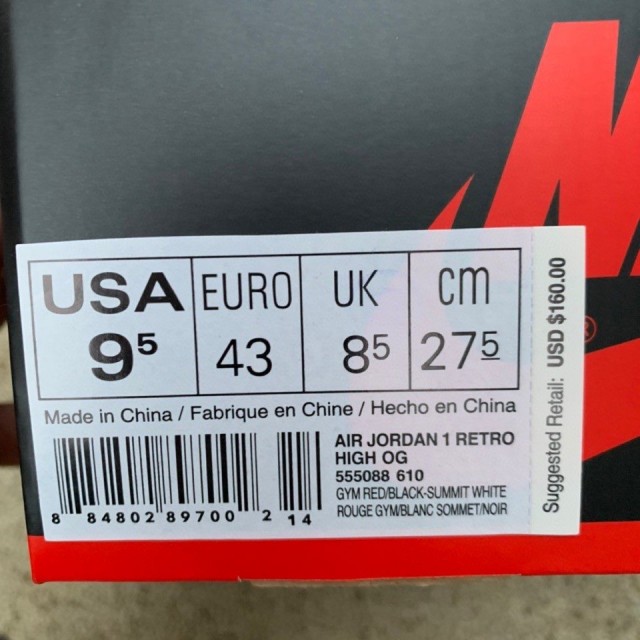 USA EURO UK cm
9⁵ 43 8⁵ 27⁵
Made in China / Fabrique en Chine / Hecho en China
AIR JORDAN 1 RETRO
HIGH OG
555088 610
GYM RED/BLACK-SUMMIT WHITE
ROUGE GYM/BLANC SOMMET/NOIR
8 84802 89700 2 14
Suggested Retail: USD $160.00
®